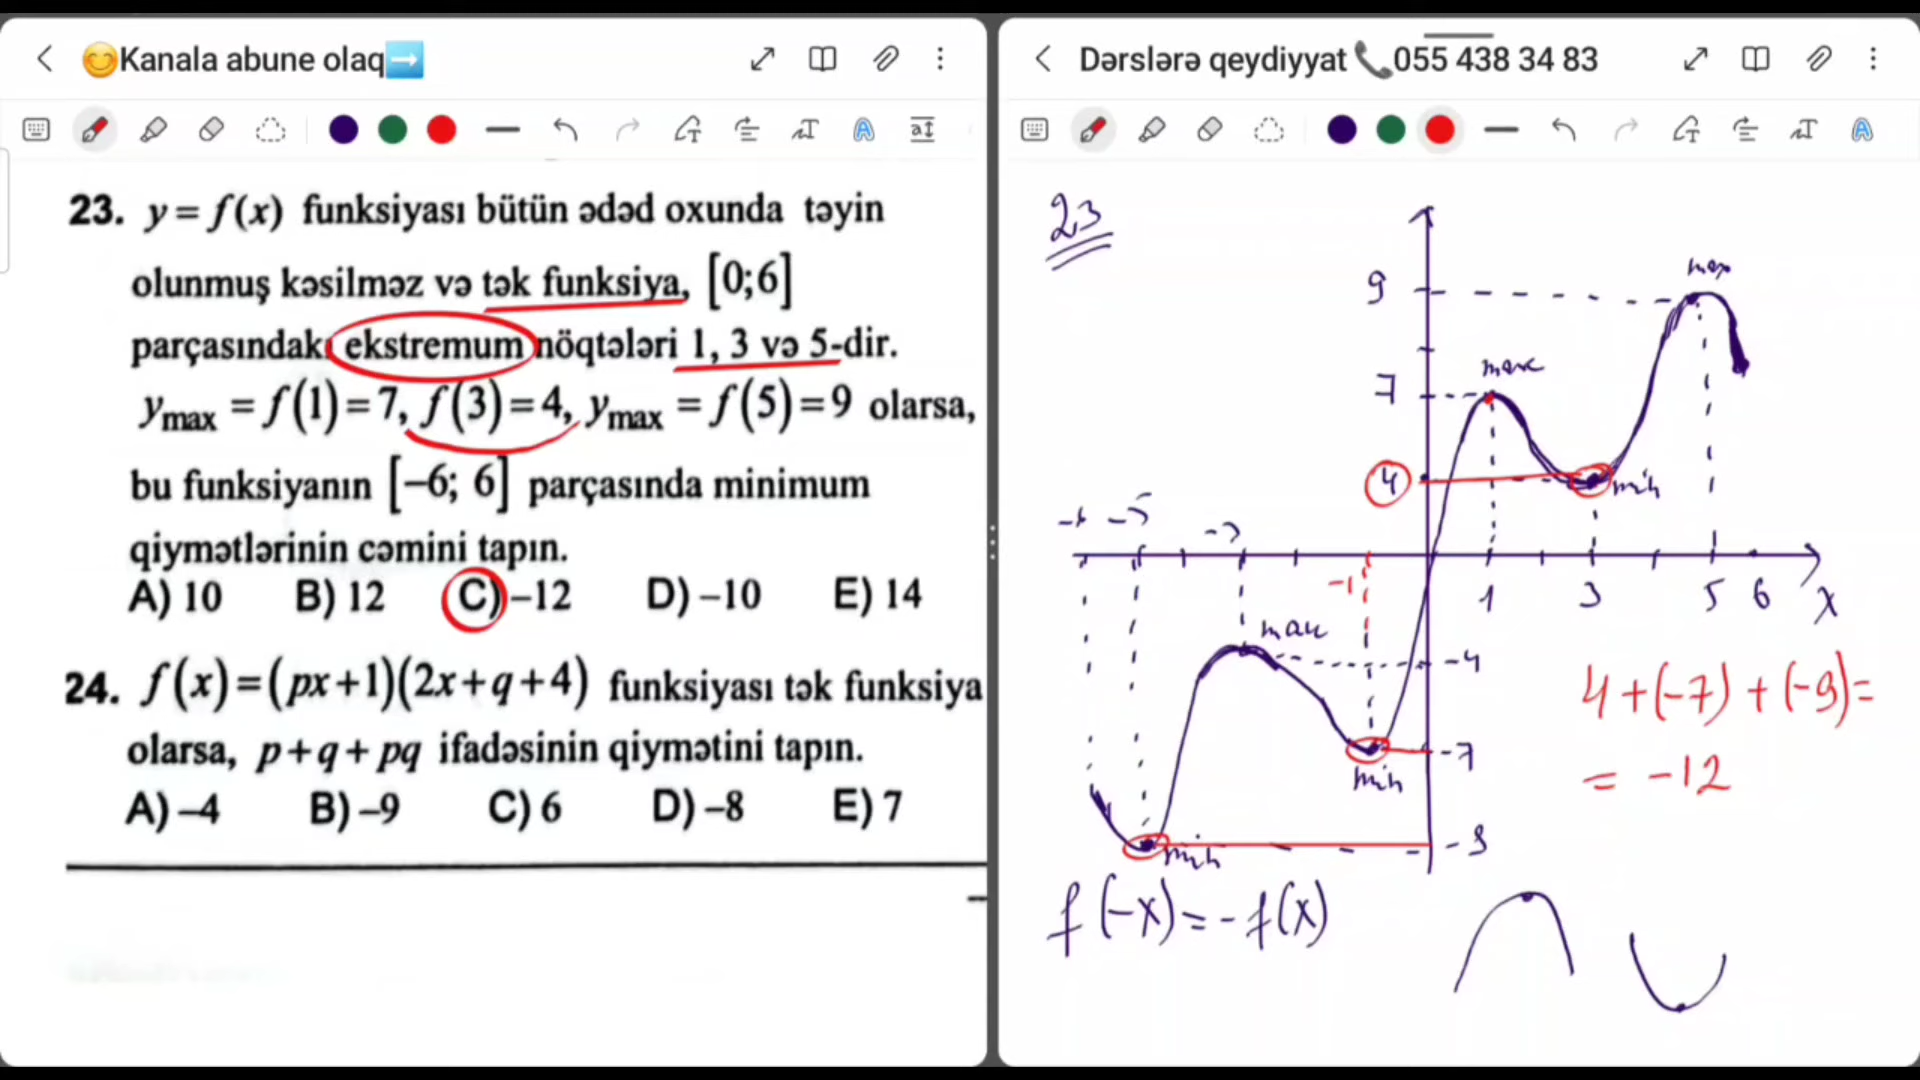 😊Kanala abune olaq➡️
23. y = f(x) funksiyası bütün ədəd oxunda təyin
olunmuş kəsilməz və tək funksiya, [0;6]
parçasındakı ekstremum nöqtələri 1, 3 və 5-dir.
y_max = f(1) = 7, f(3) = 4, y_max = f(5) = 9 olarsa,
bu funksiyanın [–6; 6] parçasında minimum
qiymətlərinin cəmini tapın.
A) 10 B) 12 C) –12 D) –10 E) 14
24. f(x) = (px+1)(2x+q+4) funksiyası tək funksiya
olarsa, p+q+pq ifadəsinin qiymətini tapın.
A) –4 B) –9 C) 6 D) –8 E) 7
Dərslərə qeydiyyat 📞055 438 34 83
23
9
max
7
max
4
min
-6 -5 -3
-1
1 3 5 6 x
max
-4
-7
min
-9
min
4+(-7)+(-9)=
= -12
f(-x)=-f(x)